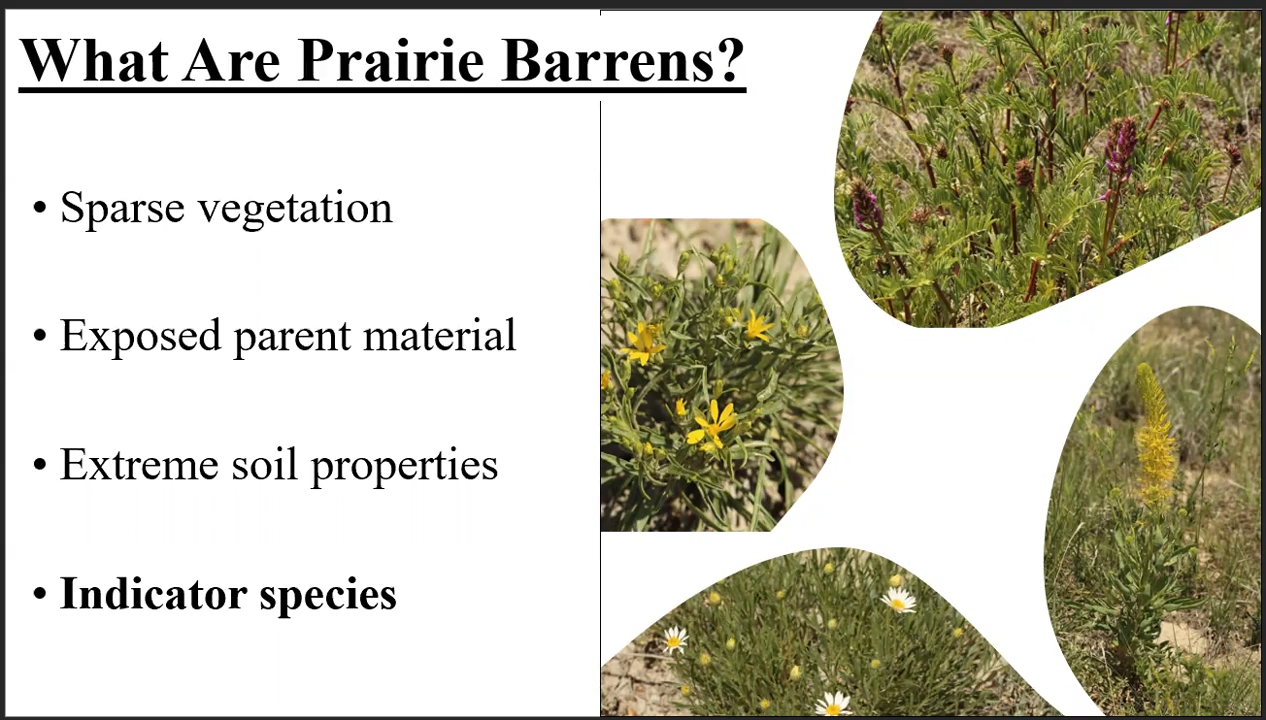 What Are Prairie Barrens?
• Sparse vegetation
• Exposed parent material
• Extreme soil properties
• Indicator species